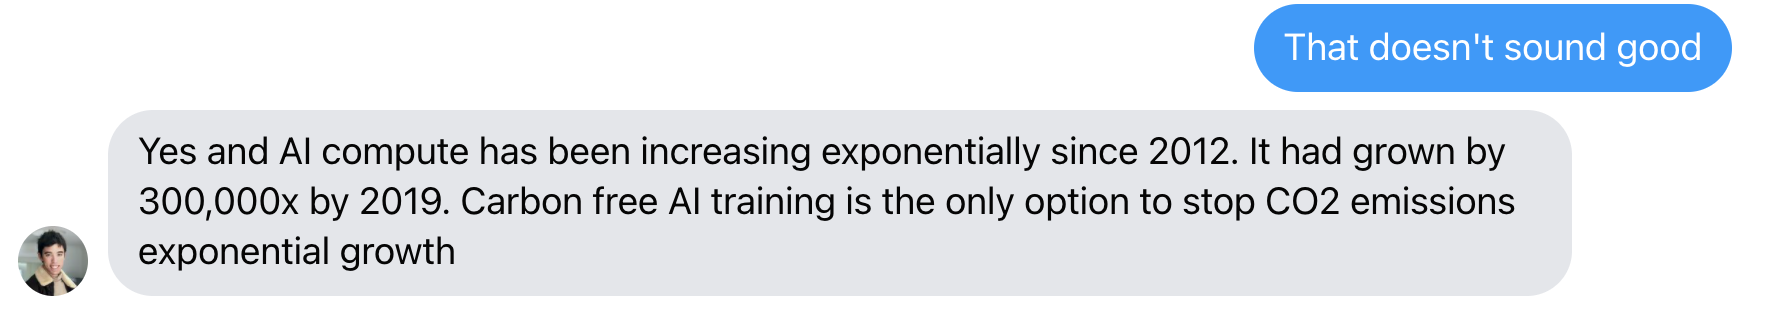 That doesn't sound good
Yes and AI compute has been increasing exponentially since 2012. It had grown by
300,000x by 2019. Carbon free AI training is the only option to stop CO2 emissions
exponential growth